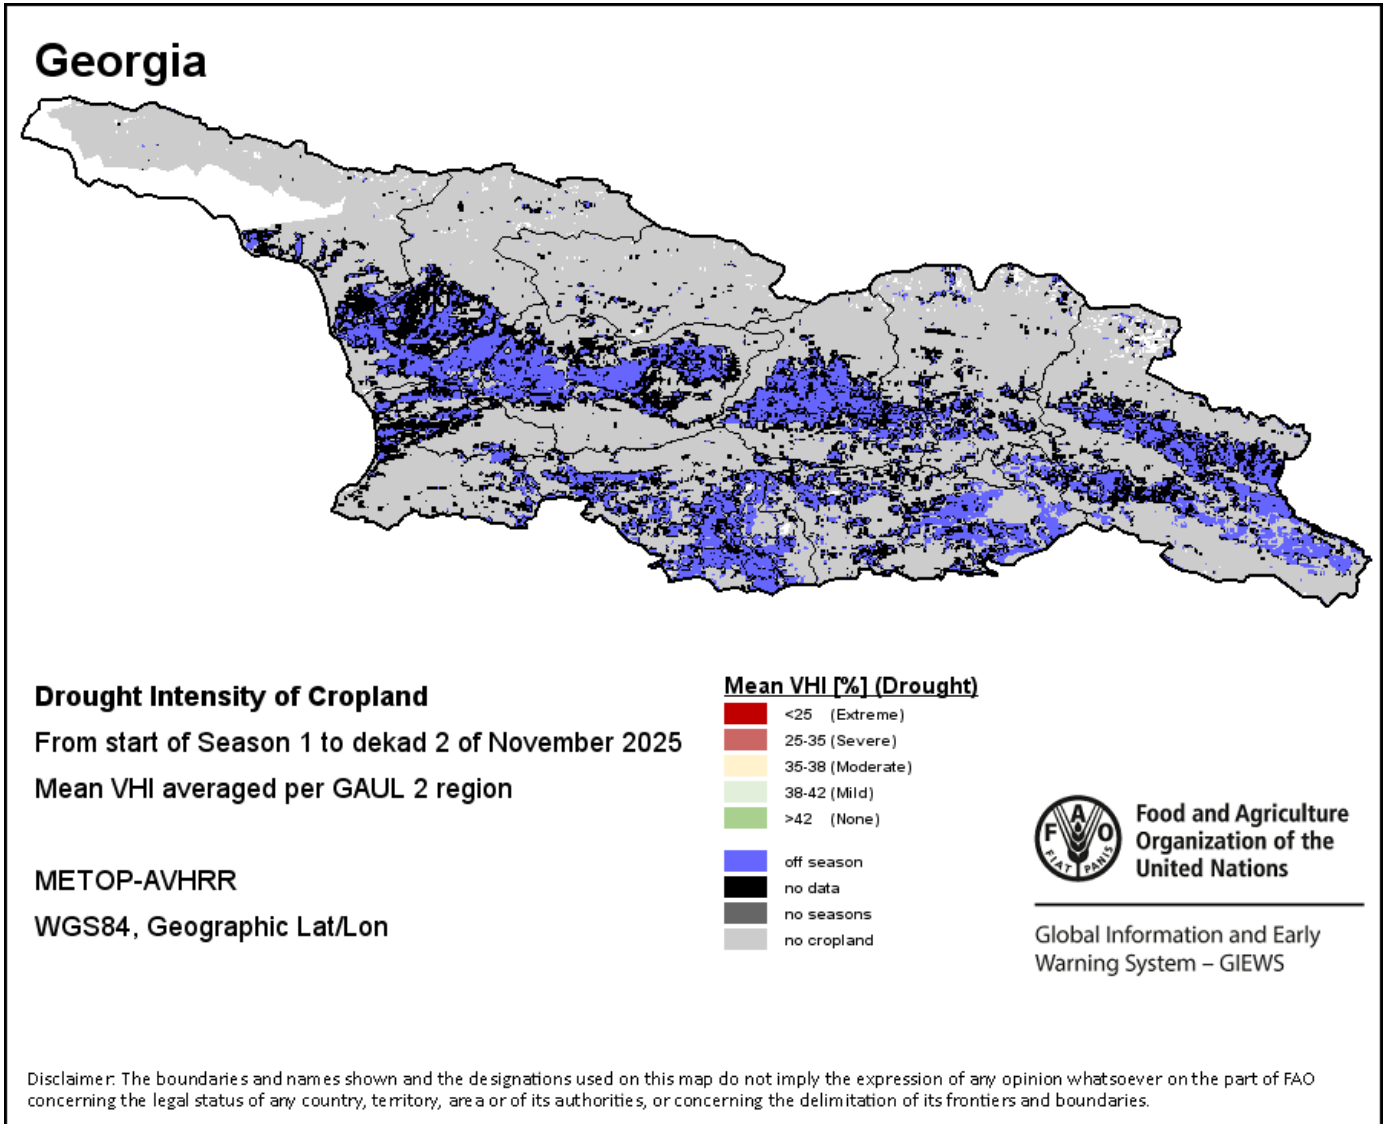 Georgia
Drought Intensity of Cropland
From start of Season 1 to dekad 2 of November 2025
Mean VHI averaged per GAUL 2 region
METOP-AVHRR
WGS84, Geographic Lat/Lon
Mean VHI [%] (Drought)
<25 (Extreme)
25-35 (Severe)
35-38 (Moderate)
38-42 (Mild)
>42 (None)
off season
no data
no seasons
no cropland
F A O
FIAT PANIS
Food and Agriculture
Organization of the
United Nations
Global Information and Early
Warning System – GIEWS
Disclaimer: The boundaries and names shown and the designations used on this map do not imply the expression of any opinion whatsoever on the part of FAO
concerning the legal status of any country, territory, area or of its authorities, or concerning the delimitation of its frontiers and boundaries.